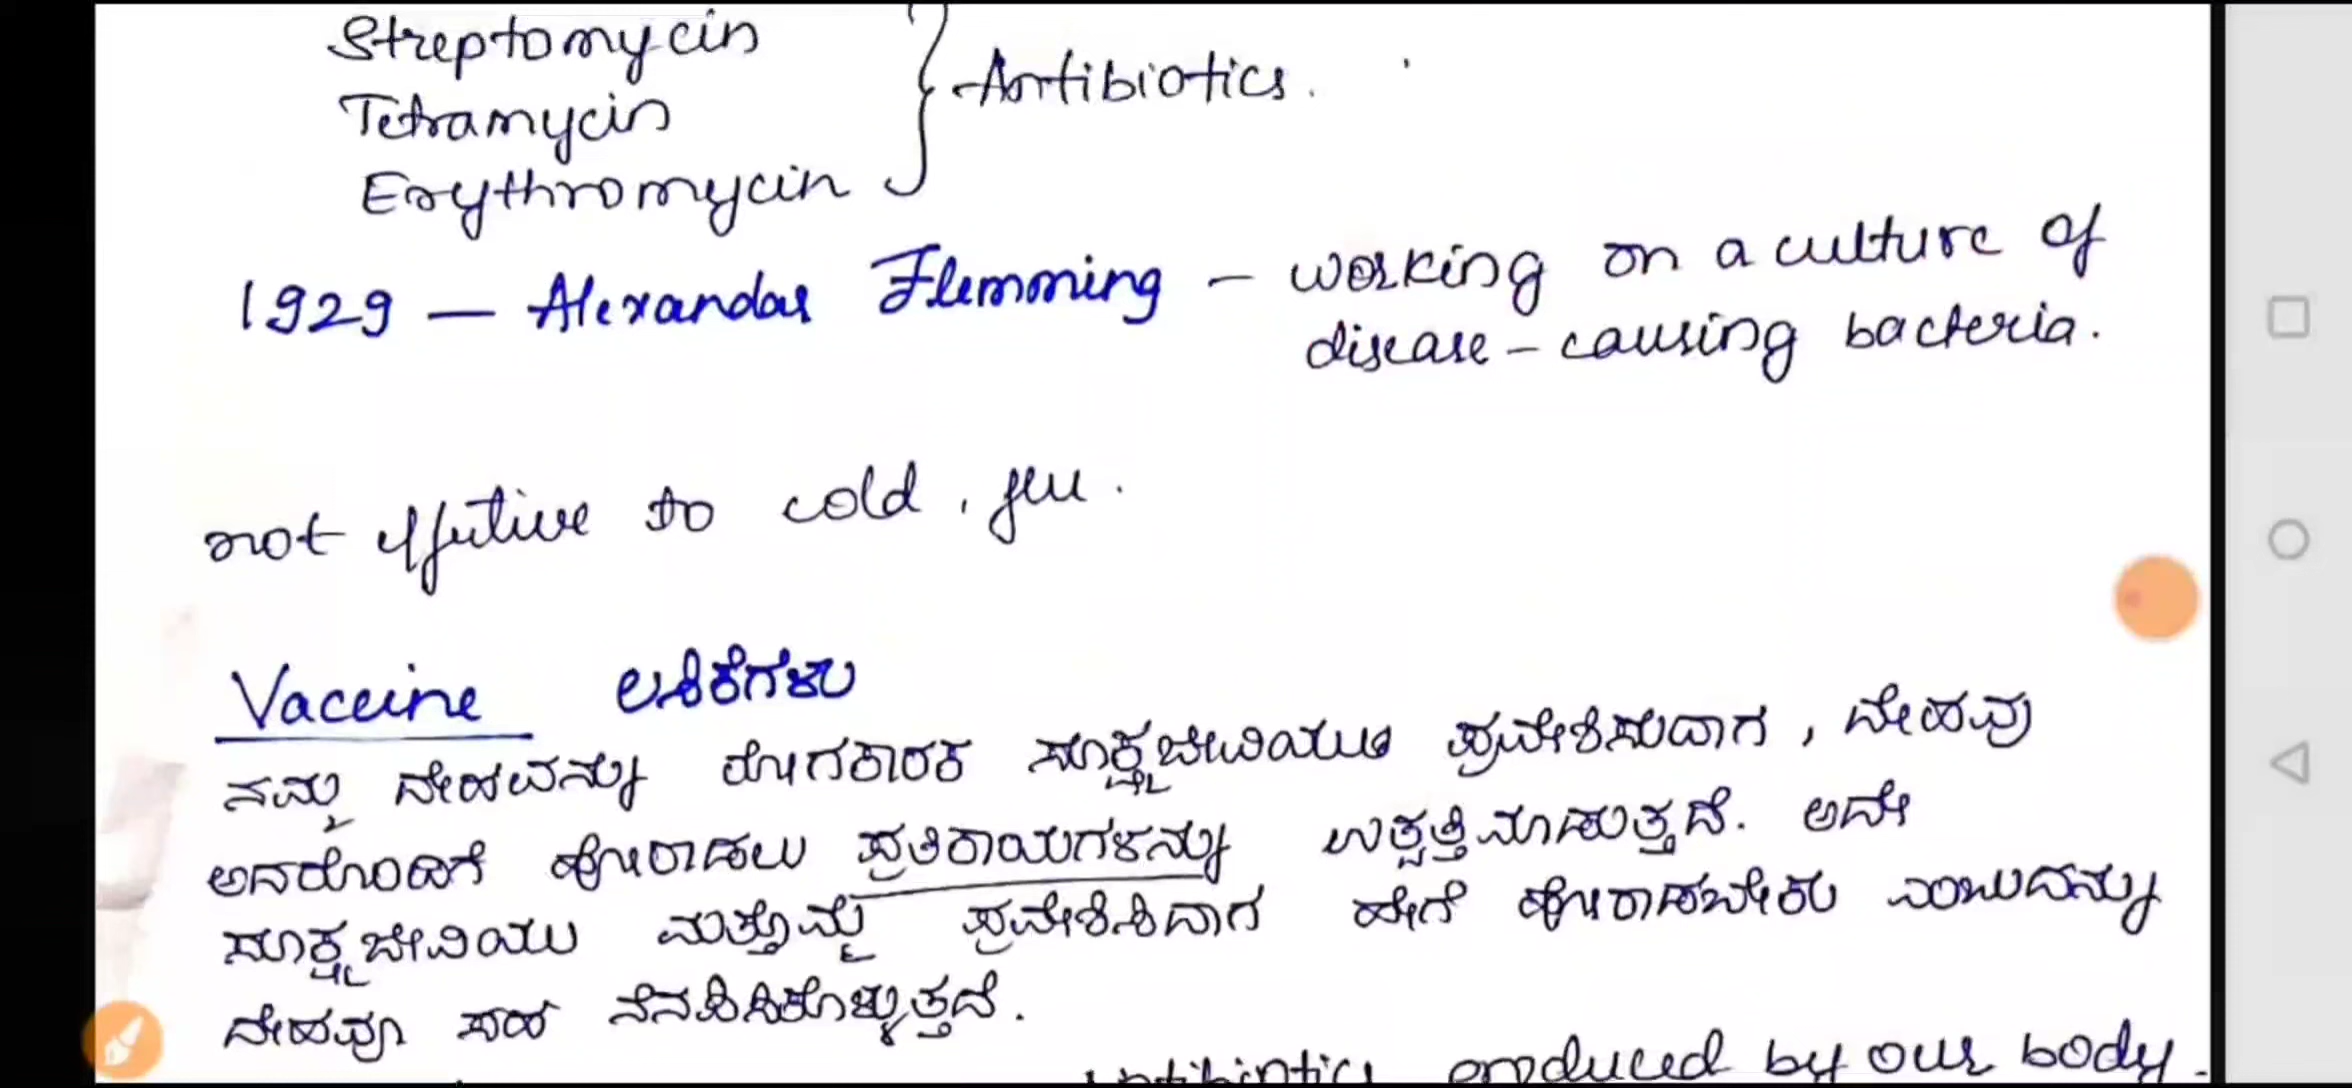 Streptomycin
Tetramycin } Antibiotics.
Erythromycin
1929 — Alexandar Flemming – working on a culture of
disease – causing bacteria.
not effective to cold , flu .
Vaccine ಲಸಿಕೆಗಳು
ನಮ್ಮ ದೇಹವನ್ನು ರೋಗಕಾರಕ ಸೂಕ್ಷ್ಮಜೀವಿಯು ಪ್ರವೇಶಿಸುದಾಗ , ದೇಹವು
ಅದರೊಂದಿಗೆ ಹೋರಾಡಲು ಪ್ರತಿಕಾಯಗಳನ್ನು ಉತ್ಪತ್ತಿಮಾಡುತ್ತದೆ. ಅದೇ
ಸೂಕ್ಷ್ಮಜೀವಿಯು ಮತ್ತೊಮ್ಮೆ ಪ್ರವೇಶಿಸಿದಾಗ ಹೇಗೆ ಹೋರಾಡಬೇಕು ಎಂಬುದನ್ನು
ದೇಹವೂ ಸಹ ನೆನಪಿಸಿಕೊಳ್ಳುತ್ತದೆ.
produced by our body.